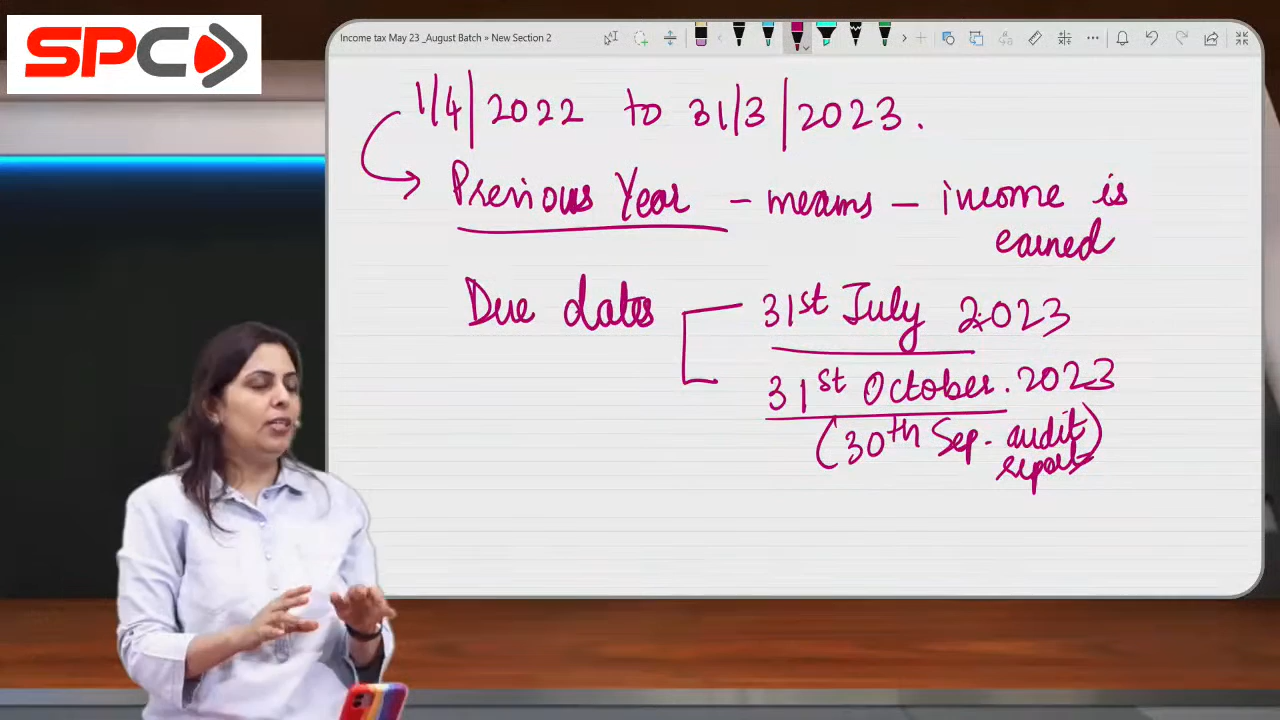 SPC
Income tax May 23 _August Batch » New Section 2
1/4/2022 to 31/3/2023.
Previous Year - means - income is
earned
Due dates 31st July 2023
31st October. 2023
(30th Sep. audit
report)